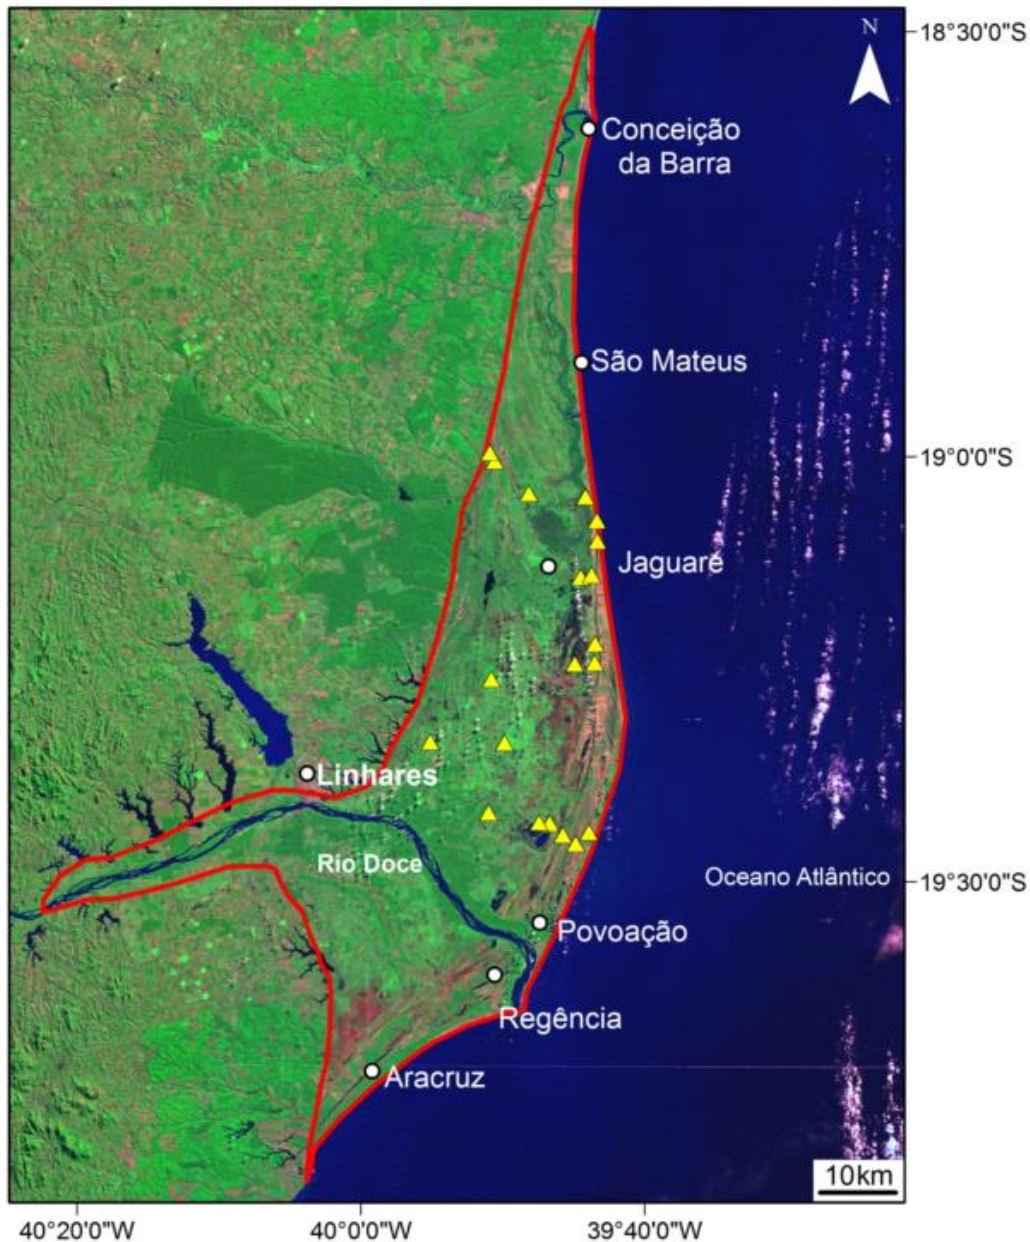 N
18°30'0"S
Conceição
da Barra
São Mateus
19°0'0"S
Jaguaré
Linhares
Rio Doce
Oceano Atlântico
19°30'0"S
Povoação
Regência
Aracruz
10km
40°20'0"W
40°0'0"W
39°40'0"W